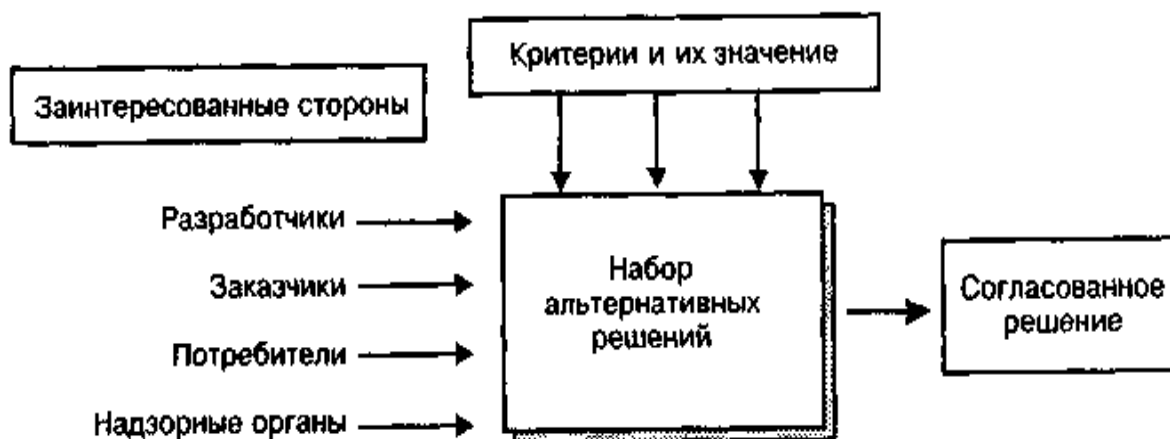 Критерии и их значение
Заинтересованные стороны
Разработчики
Заказчики
Потребители
Надзорные органы
Набор
альтернативных
решений
Согласованное
решение